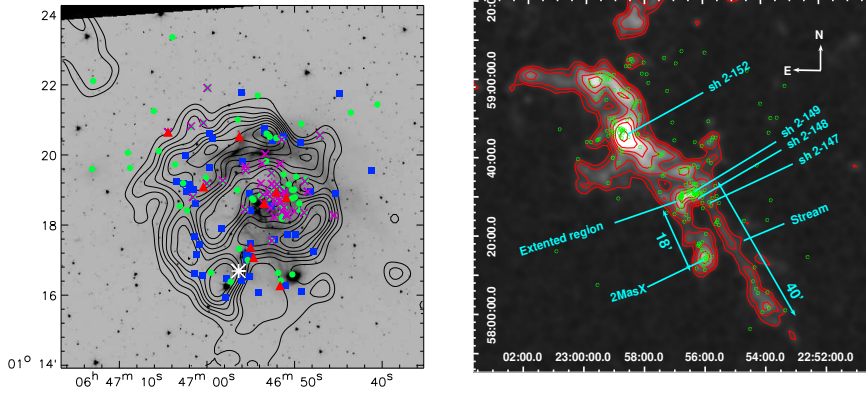 24
22
20
18
16
01° 14'
06ʰ 47ᵐ 10ˢ 47ᵐ 00ˢ 46ᵐ 50ˢ 40ˢ
20
59:00:00.0
40:00.0
20:00.0
58:00:00.0
N
E
sh 2-152
sh 2-149
sh 2-148
sh 2-147
Extented region
18'
Stream
2MasX
40'
02:00.0 23:00:00.0 58:00.0 56:00.0 54:00.0 22:52:00.0